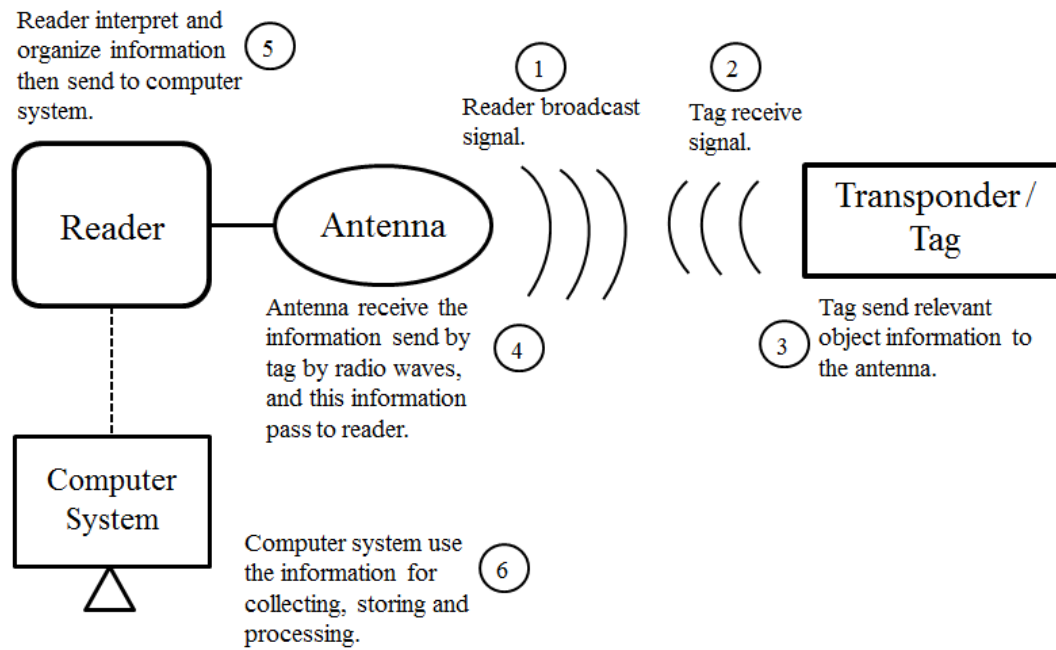 Reader interpret and
organize information
then send to computer
system.
5
1
Reader broadcast
signal.
2
Tag receive
signal.
Reader
Antenna
Transponder /
Tag
Antenna receive the
information send by
tag by radio waves,
and this information
pass to reader.
4
3
Tag send relevant
object information to
the antenna.
Computer
System
Computer system use
the information for
collecting, storing and
processing.
6